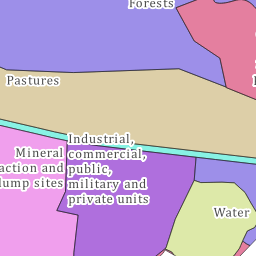 Forests
Pastures
Industrial,
commercial,
public,
military and
private units
Mineral
action and
dump sites
Water